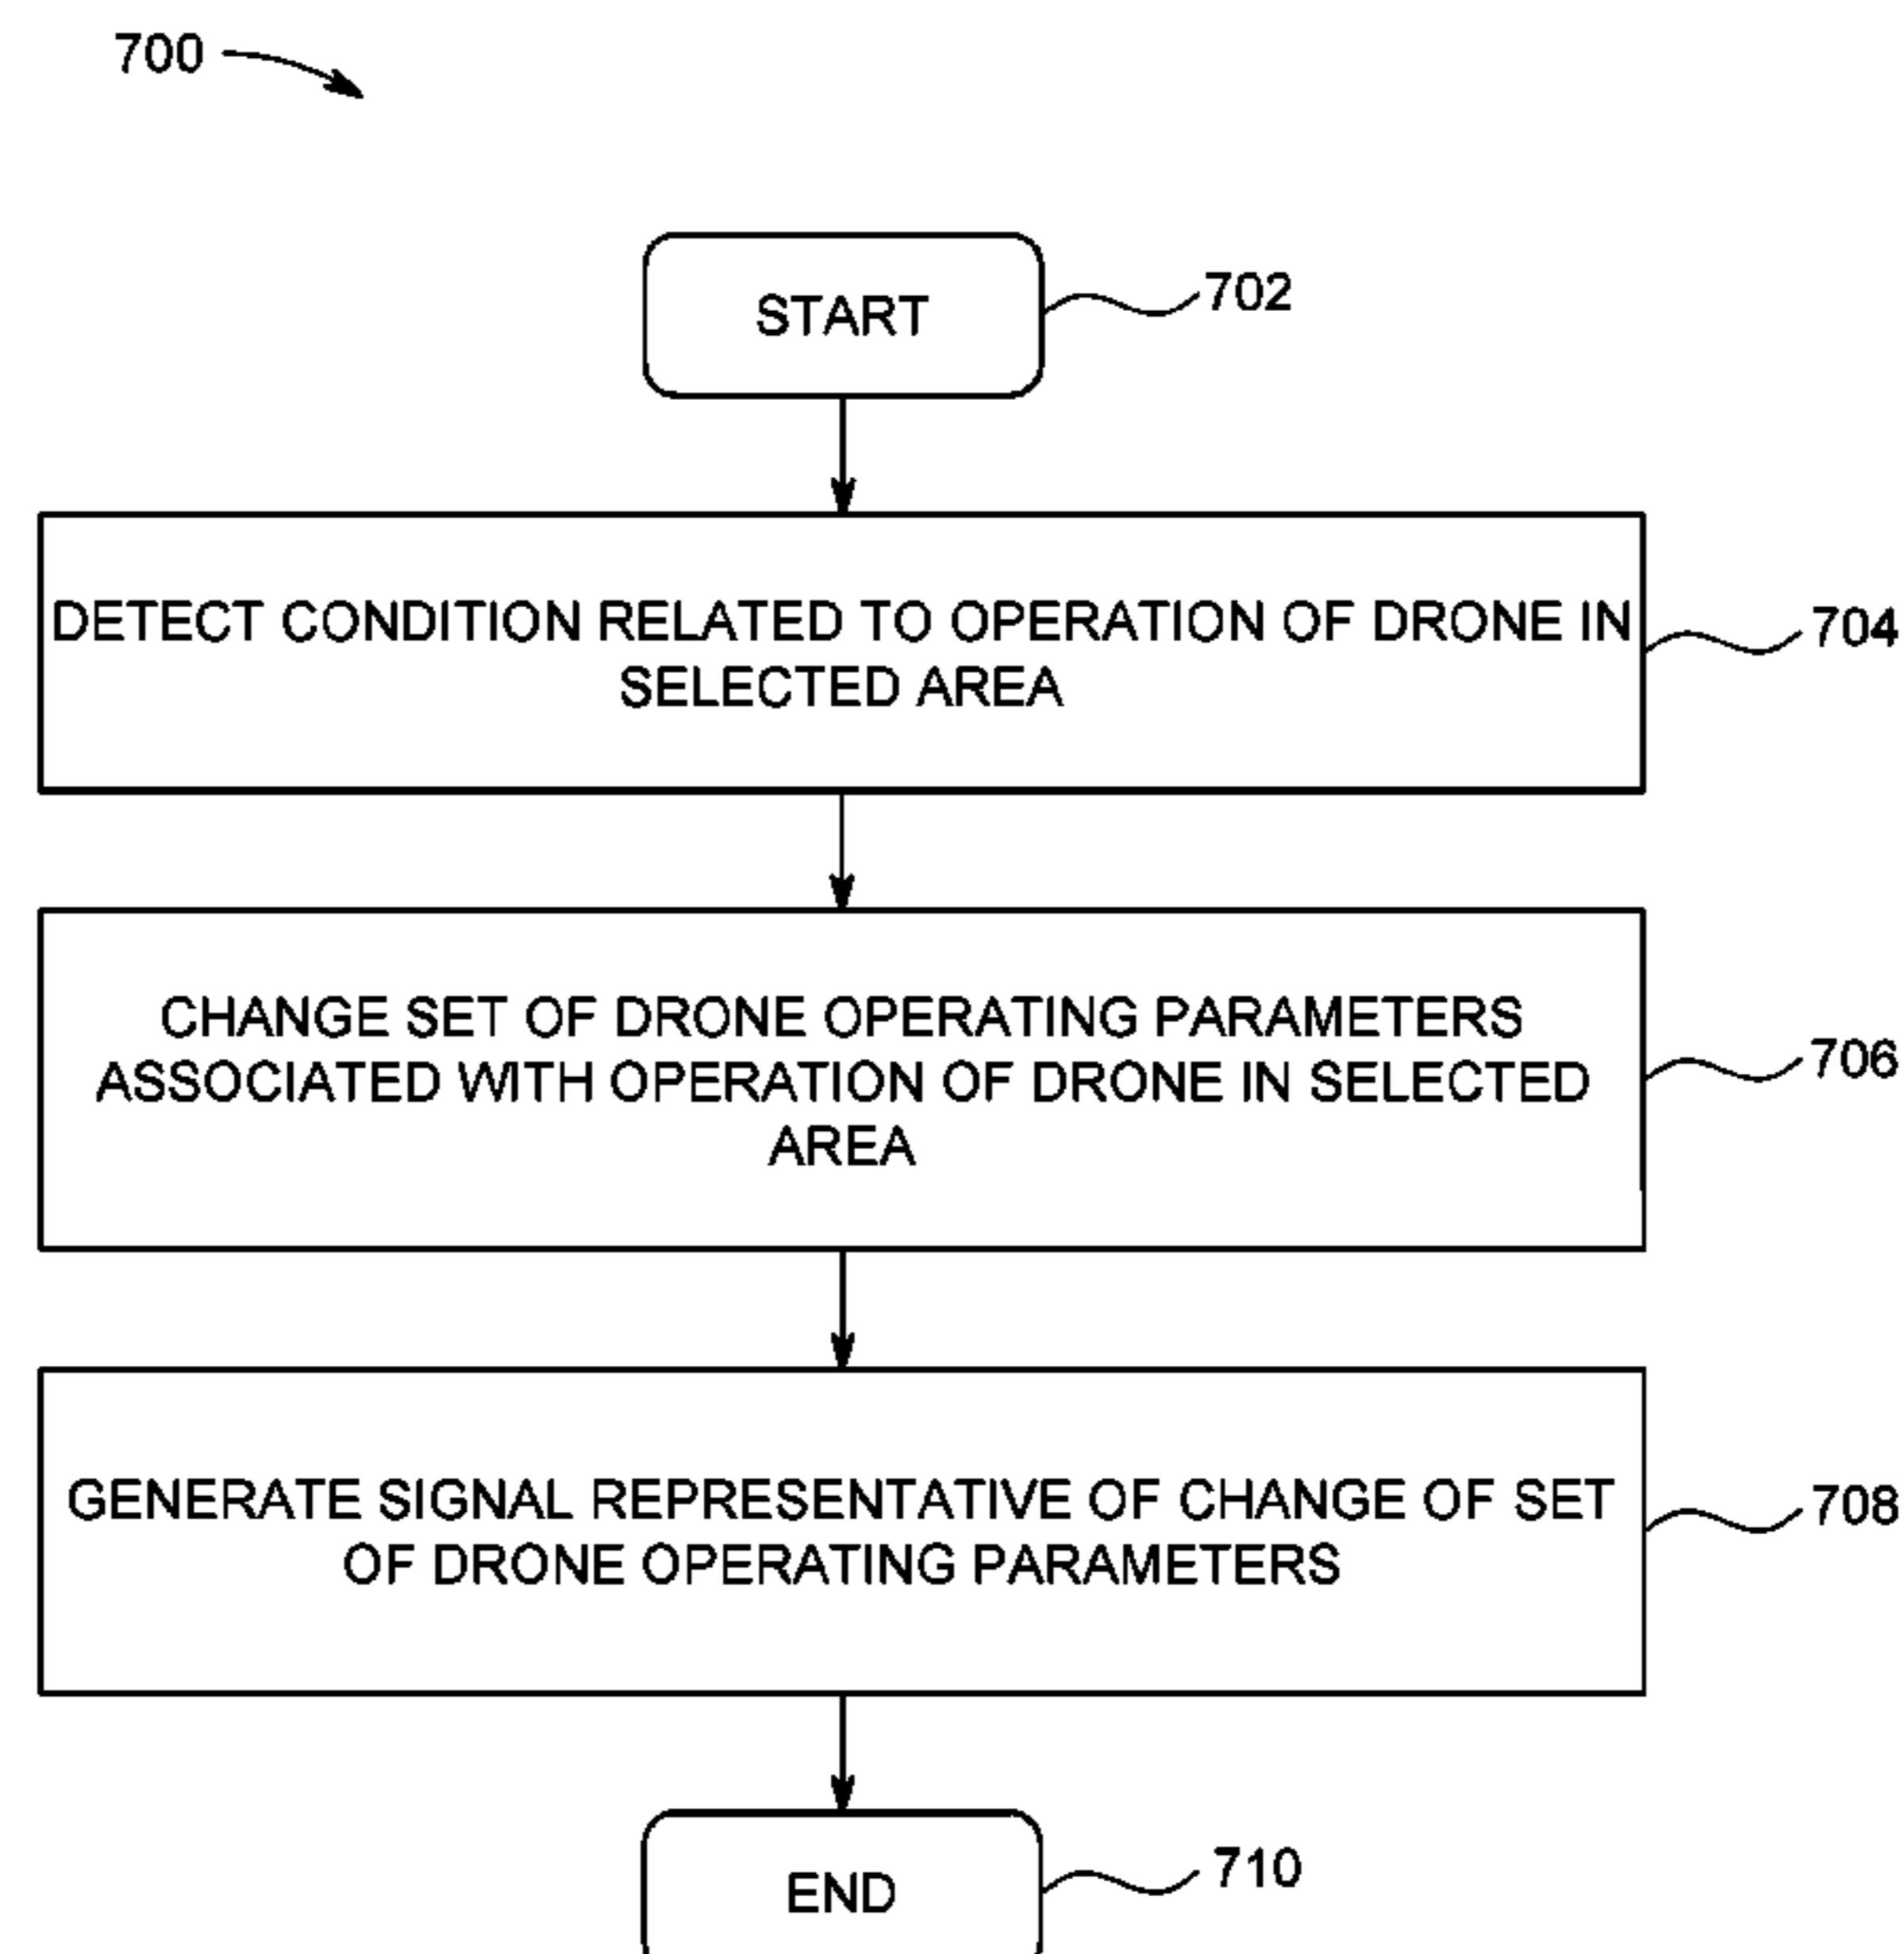 700
START
702
DETECT CONDITION RELATED TO OPERATION OF DRONE IN
SELECTED AREA
704
CHANGE SET OF DRONE OPERATING PARAMETERS
ASSOCIATED WITH OPERATION OF DRONE IN SELECTED
AREA
706
GENERATE SIGNAL REPRESENTATIVE OF CHANGE OF SET
OF DRONE OPERATING PARAMETERS
708
END
710